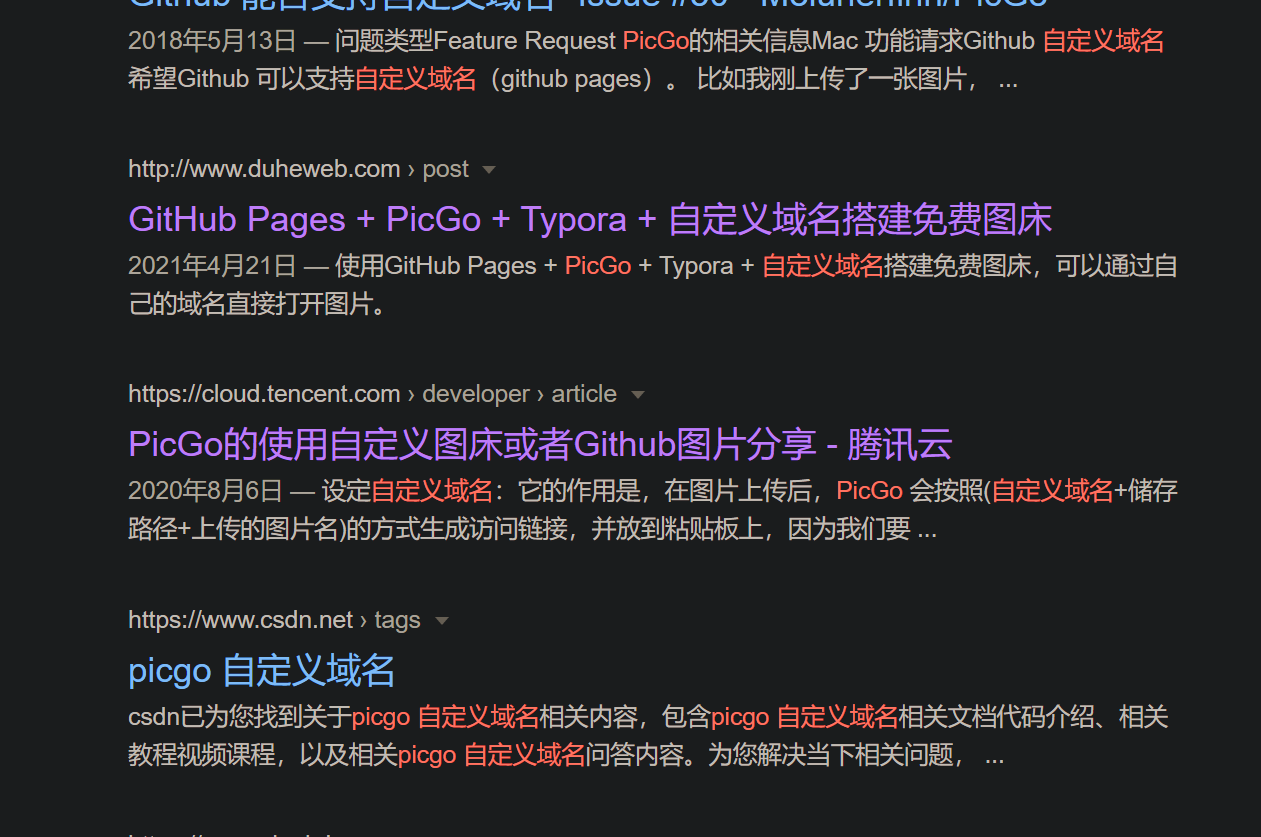 Github 能否支持自定义域名 · Issue #50 · Molunerfinn/PicGo
2018年5月13日 — 问题类型Feature Request PicGo的相关信息Mac 功能请求Github 自定义域名
希望Github 可以支持自定义域名（github pages）。 比如我刚上传了一张图片， ...
http://www.duheweb.com › post
GitHub Pages + PicGo + Typora + 自定义域名搭建免费图床
2021年4月21日 — 使用GitHub Pages + PicGo + Typora + 自定义域名搭建免费图床，可以通过自
己的域名直接打开图片。
https://cloud.tencent.com › developer › article
PicGo的使用自定义图床或者Github图片分享 - 腾讯云
2020年8月6日 — 设定自定义域名：它的作用是，在图片上传后，PicGo 会按照(自定义域名+储存
路径+上传的图片名)的方式生成访问链接，并放到粘贴板上，因为我们要 ...
https://www.csdn.net › tags
picgo 自定义域名
csdn已为您找到关于picgo 自定义域名相关内容，包含picgo 自定义域名相关文档代码介绍、相关
教程视频课程，以及相关picgo 自定义域名问答内容。为您解决当下相关问题， ...